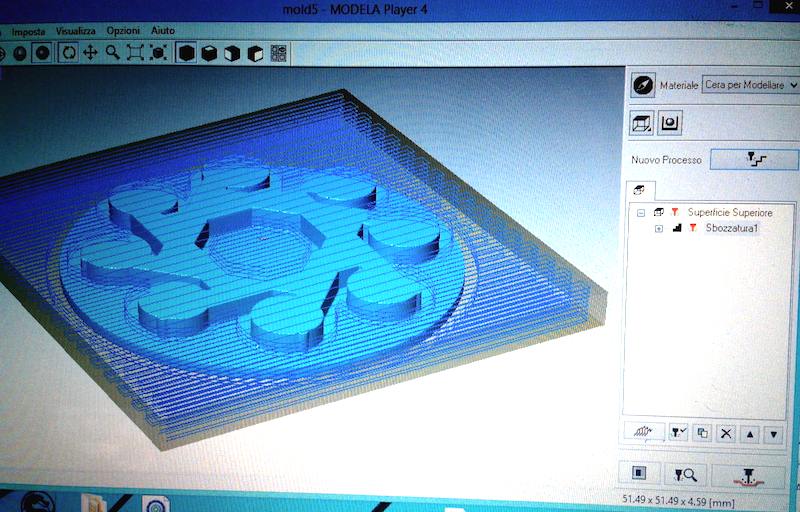 mold5 - MODELA Player 4
Imposta Visualizza Opzioni Aiuto
Materiale Cera per Modellare
Nuovo Processo
Superficie Superiore
Sbozzatura1
51.49 x 51.49 x 4.59 [mm]